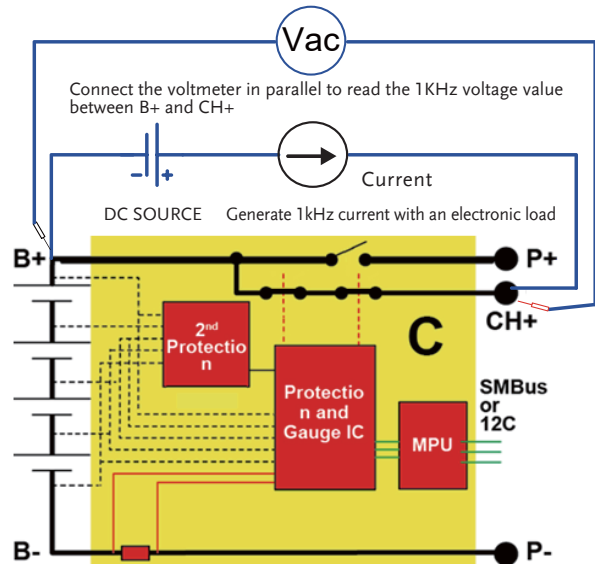 Vac
Connect the voltmeter in parallel to read the 1KHz voltage value
between B+ and CH+
- +
Current
DC SOURCE Generate 1kHz current with an electronic load
B+
P+
CH+
C
2nd
Protectio
n
Protectio
n and
Gauge IC
MPU
SMBus
or
12C
B-
P-